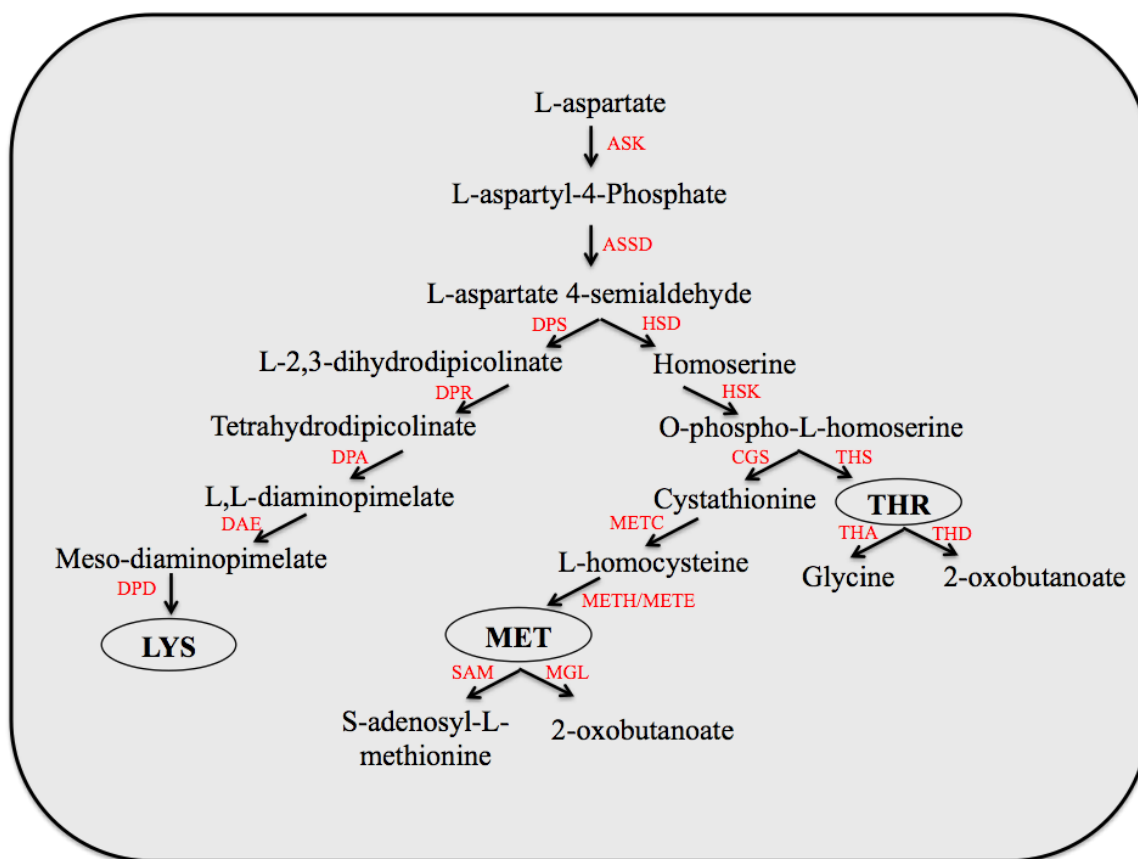 L-aspartate
ASK
L-aspartyl-4-Phosphate
ASSD
L-aspartate 4-semialdehyde
DPS HSD
L-2,3-dihydrodipicolinate Homoserine
DPR HSK
Tetrahydrodipicolinate O-phospho-L-homoserine
DPA CGS THS
L,L-diaminopimelate Cystathionine THR
DAE METC THA THD
Meso-diaminopimelate L-homocysteine Glycine 2-oxobutanoate
DPD METH/METE
LYS MET
SAM MGL
S-adenosyl-L-
methionine
2-oxobutanoate